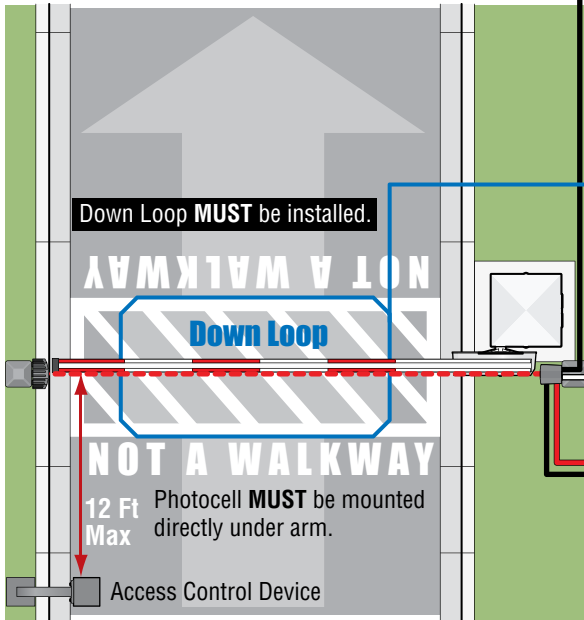 Down Loop MUST be installed.
NOT A WALKWAY
Down Loop
NOT A WALKWAY
12 Ft
Max
Photocell MUST be mounted
directly under arm.
Access Control Device